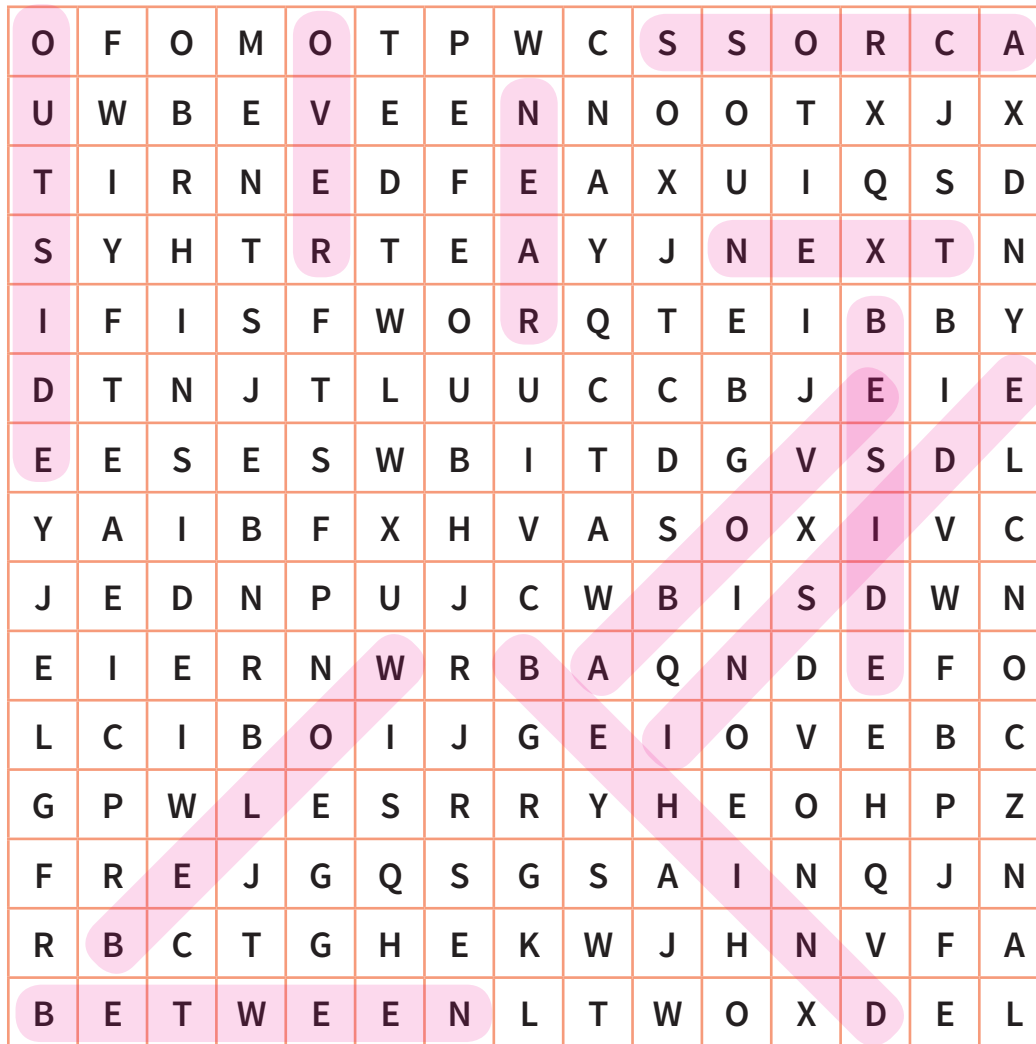 O F O M O T P W C S S O R C A
U W B E V E E N N O O T X J X
T I R N E D F E A X U I Q S D
S Y H T R T E A Y J N E X T N
I F I S F W O R Q T E I B B Y
D T N J T L U U C C B J E I E
E E S E S W B I T D G V S D L
Y A I B F X H V A S O X I V C
J E D N P U J C W B I S D W N
E I E R N W R B A Q N D E F O
L C I B O I J G E I O V E B C
G P W L E S R R Y H E O H P Z
F R E J G Q S G S A I N Q J N
R B C T G H E K W J H N V F A
B E T W E E N L T W O X D E L